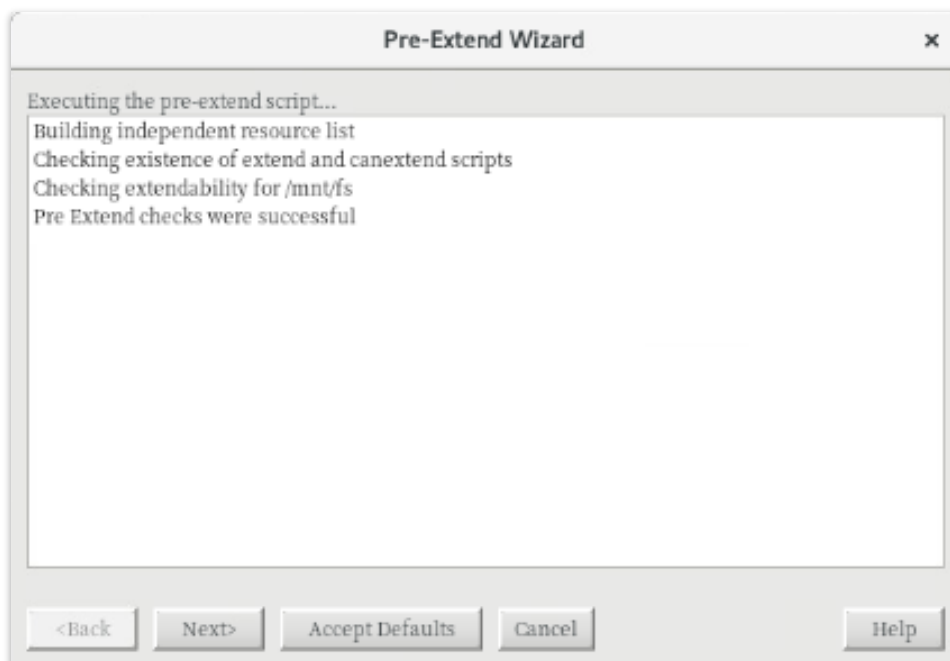 Pre-Extend Wizard ×
Executing the pre-extend script...
Building independent resource list
Checking existence of extend and canextend scripts
Checking extendability for /mnt/fs
Pre Extend checks were successful
<Back Next> Accept Defaults Cancel Help